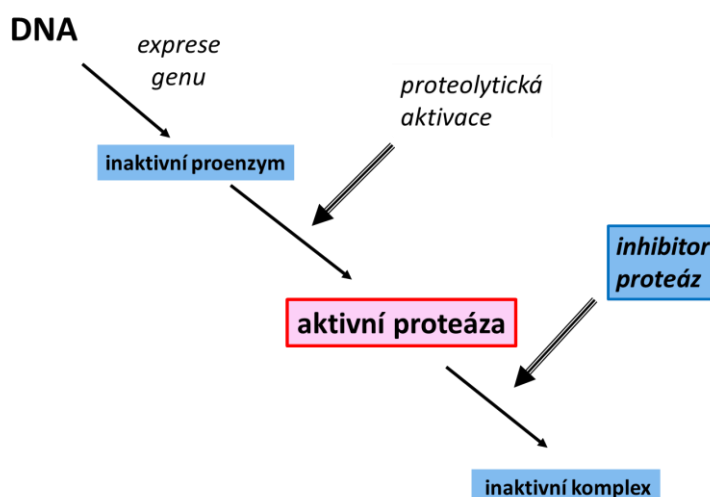 DNA
exprese
genu
proteolytická
aktivace
inaktivní proenzym
inhibitor
proteáz
aktivní proteáza
inaktivní komplex